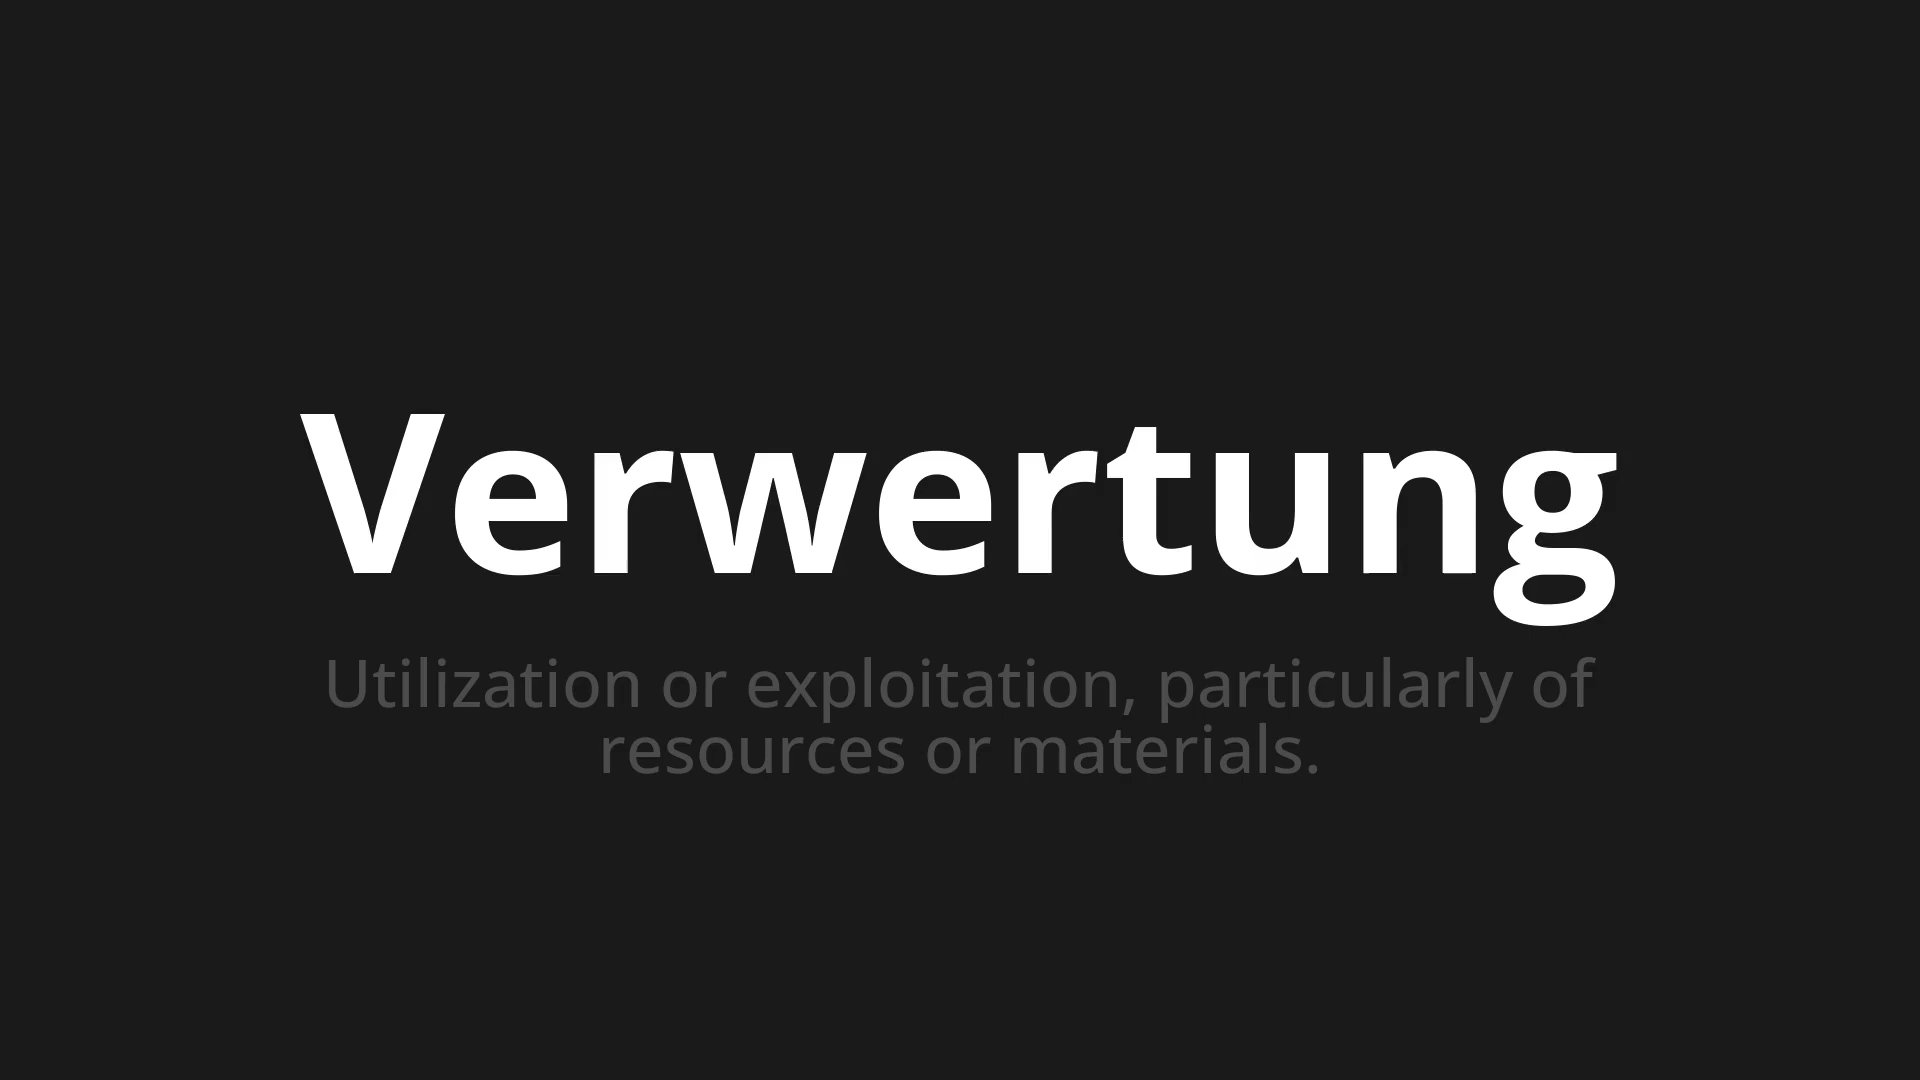 Verwertung
Utilization or exploitation, particularly of
resources or materials.